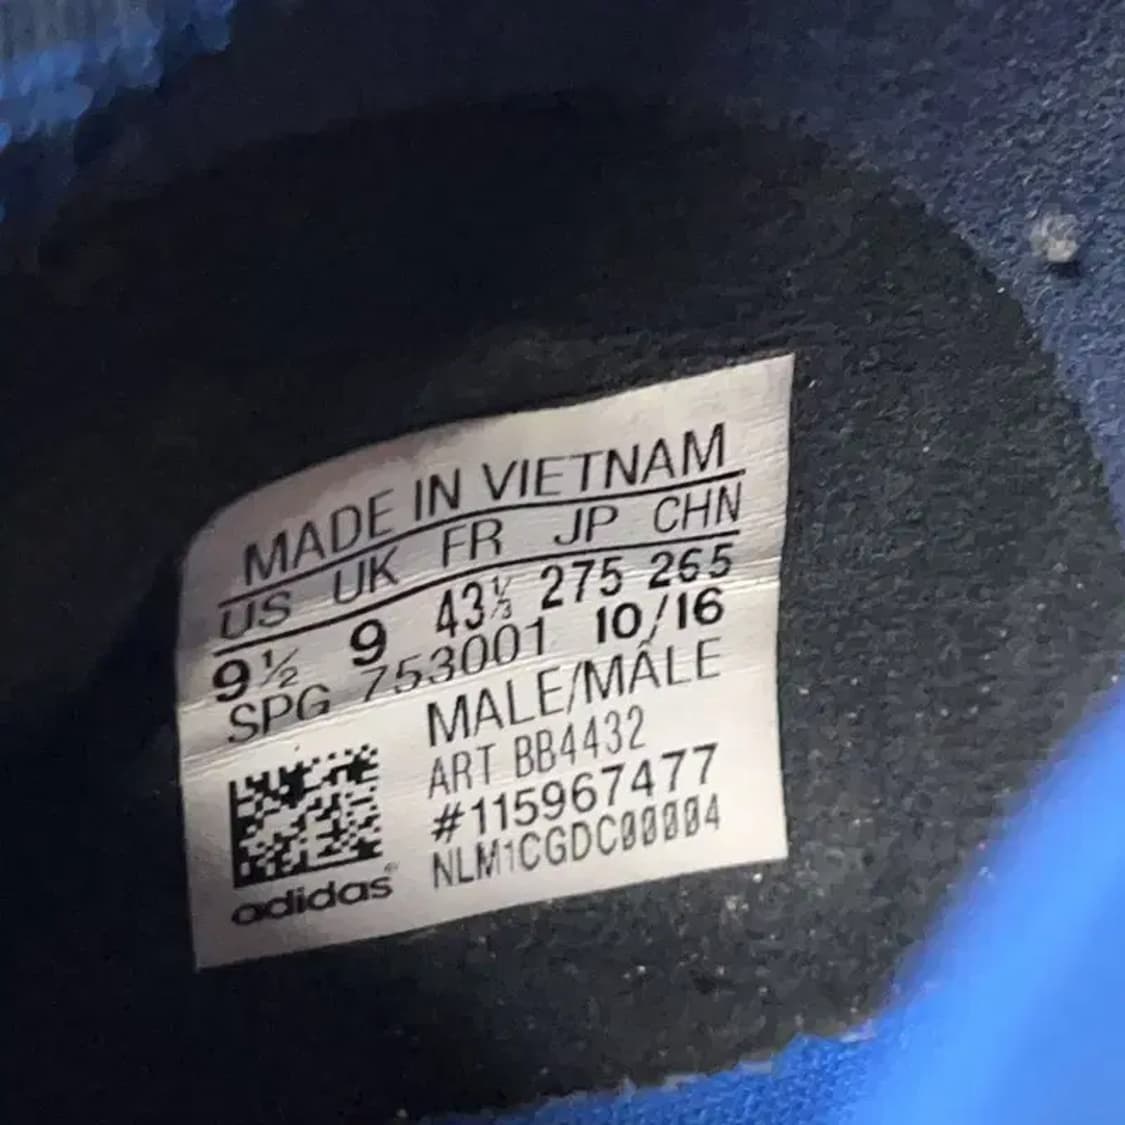 MADE IN VIETNAM
US UK FR JP CHN
9½ 9 43⅓ 275 265
SPG 753001 10/16
MALE/MÂLE
ART BB4432
#115967477
NLM1CGDC00004
adidas®